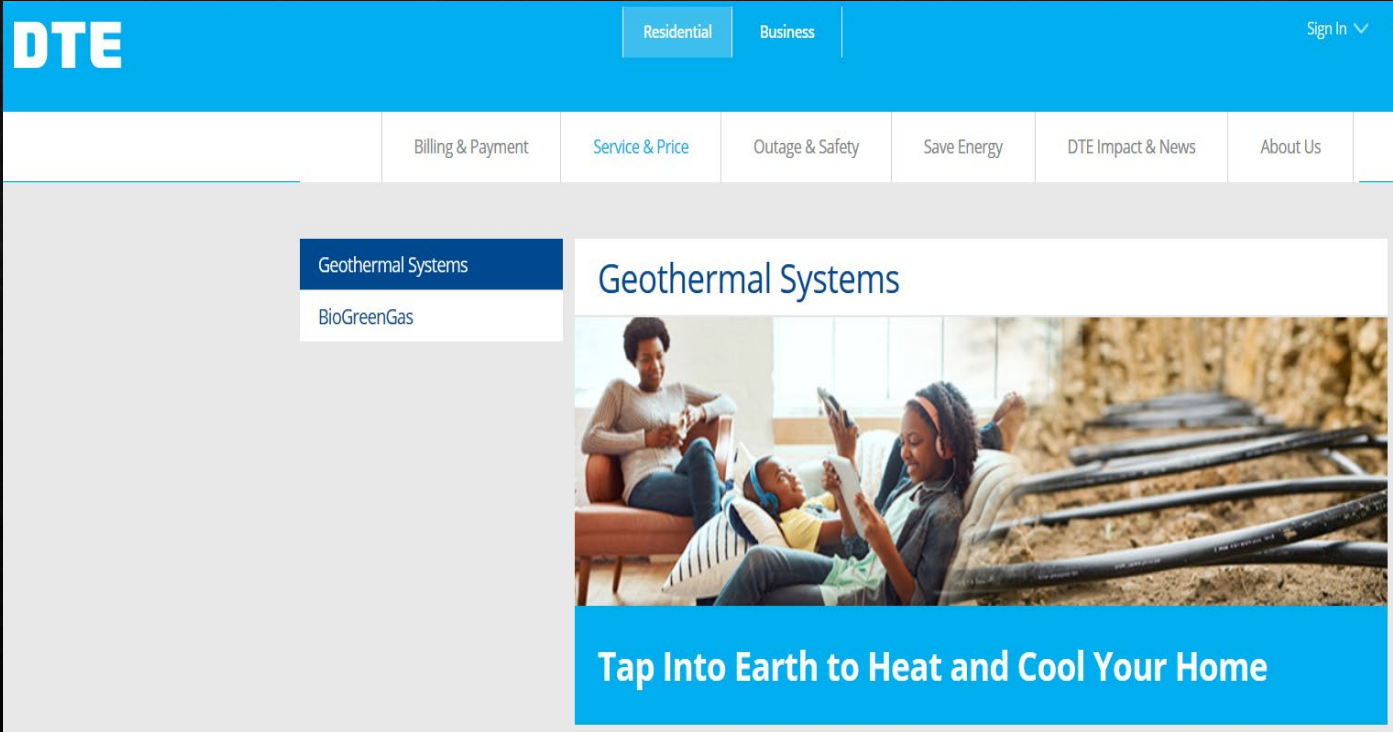 DTE
Residential
Business
Sign In
Billing & Payment
Service & Price
Outage & Safety
Save Energy
DTE Impact & News
About Us
Geothermal Systems
BioGreenGas
Geothermal Systems
Tap Into Earth to Heat and Cool Your Home